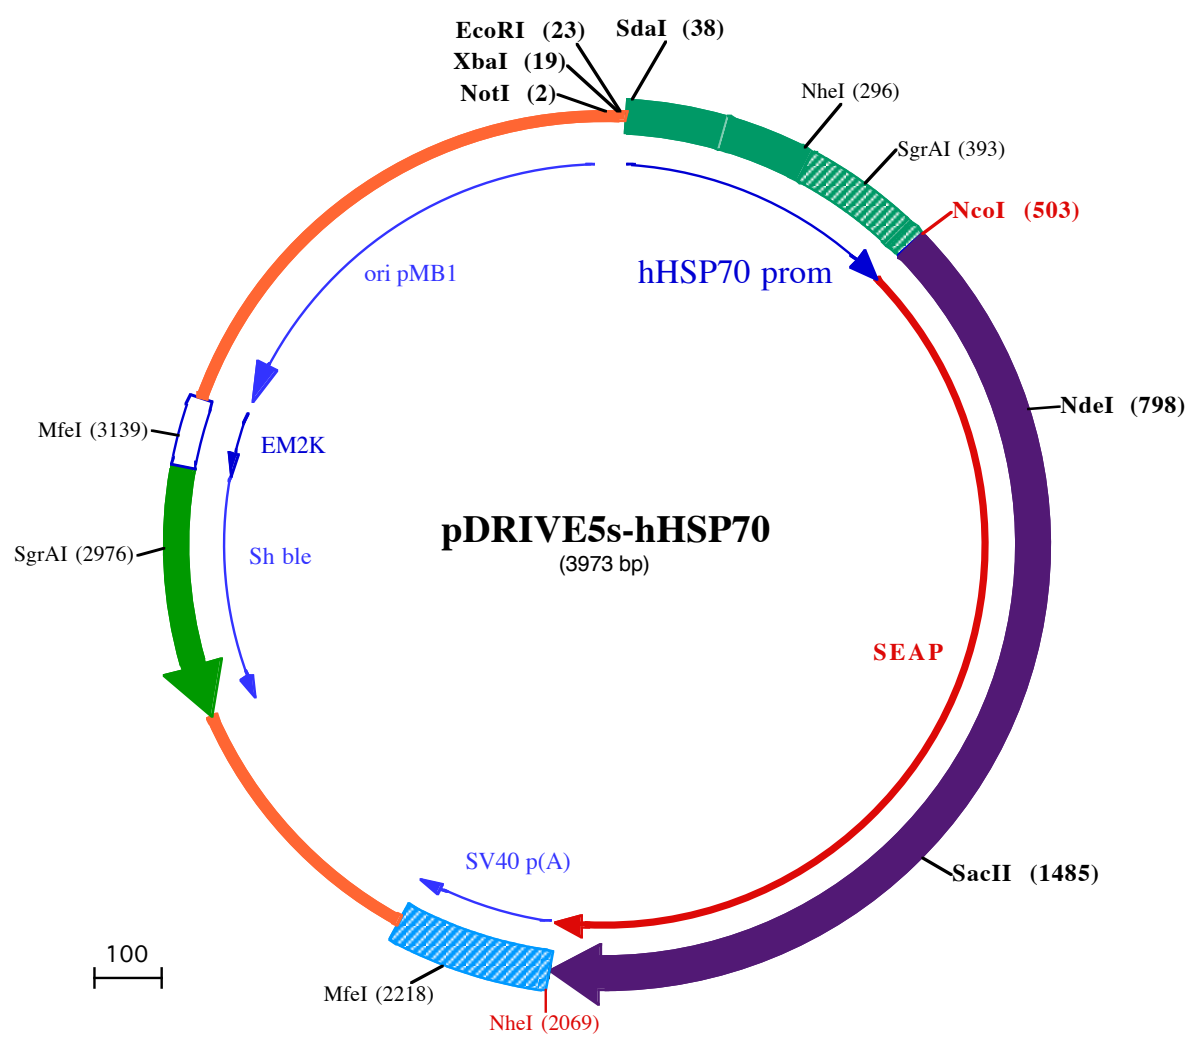 EcoRI (23)
SdaI (38)
XbaI (19)
NotI (2)
NheI (296)
SgrAI (393)
NcoI (503)
ori pMB1
hHSP70 prom
NdeI (798)
MfeI (3139)
EM2K
pDRIVE5s-hHSP70
(3973 bp)
SgrAI (2976)
Sh ble
SEAP
SV40 p(A)
SacII (1485)
100
MfeI (2218)
NheI (2069)